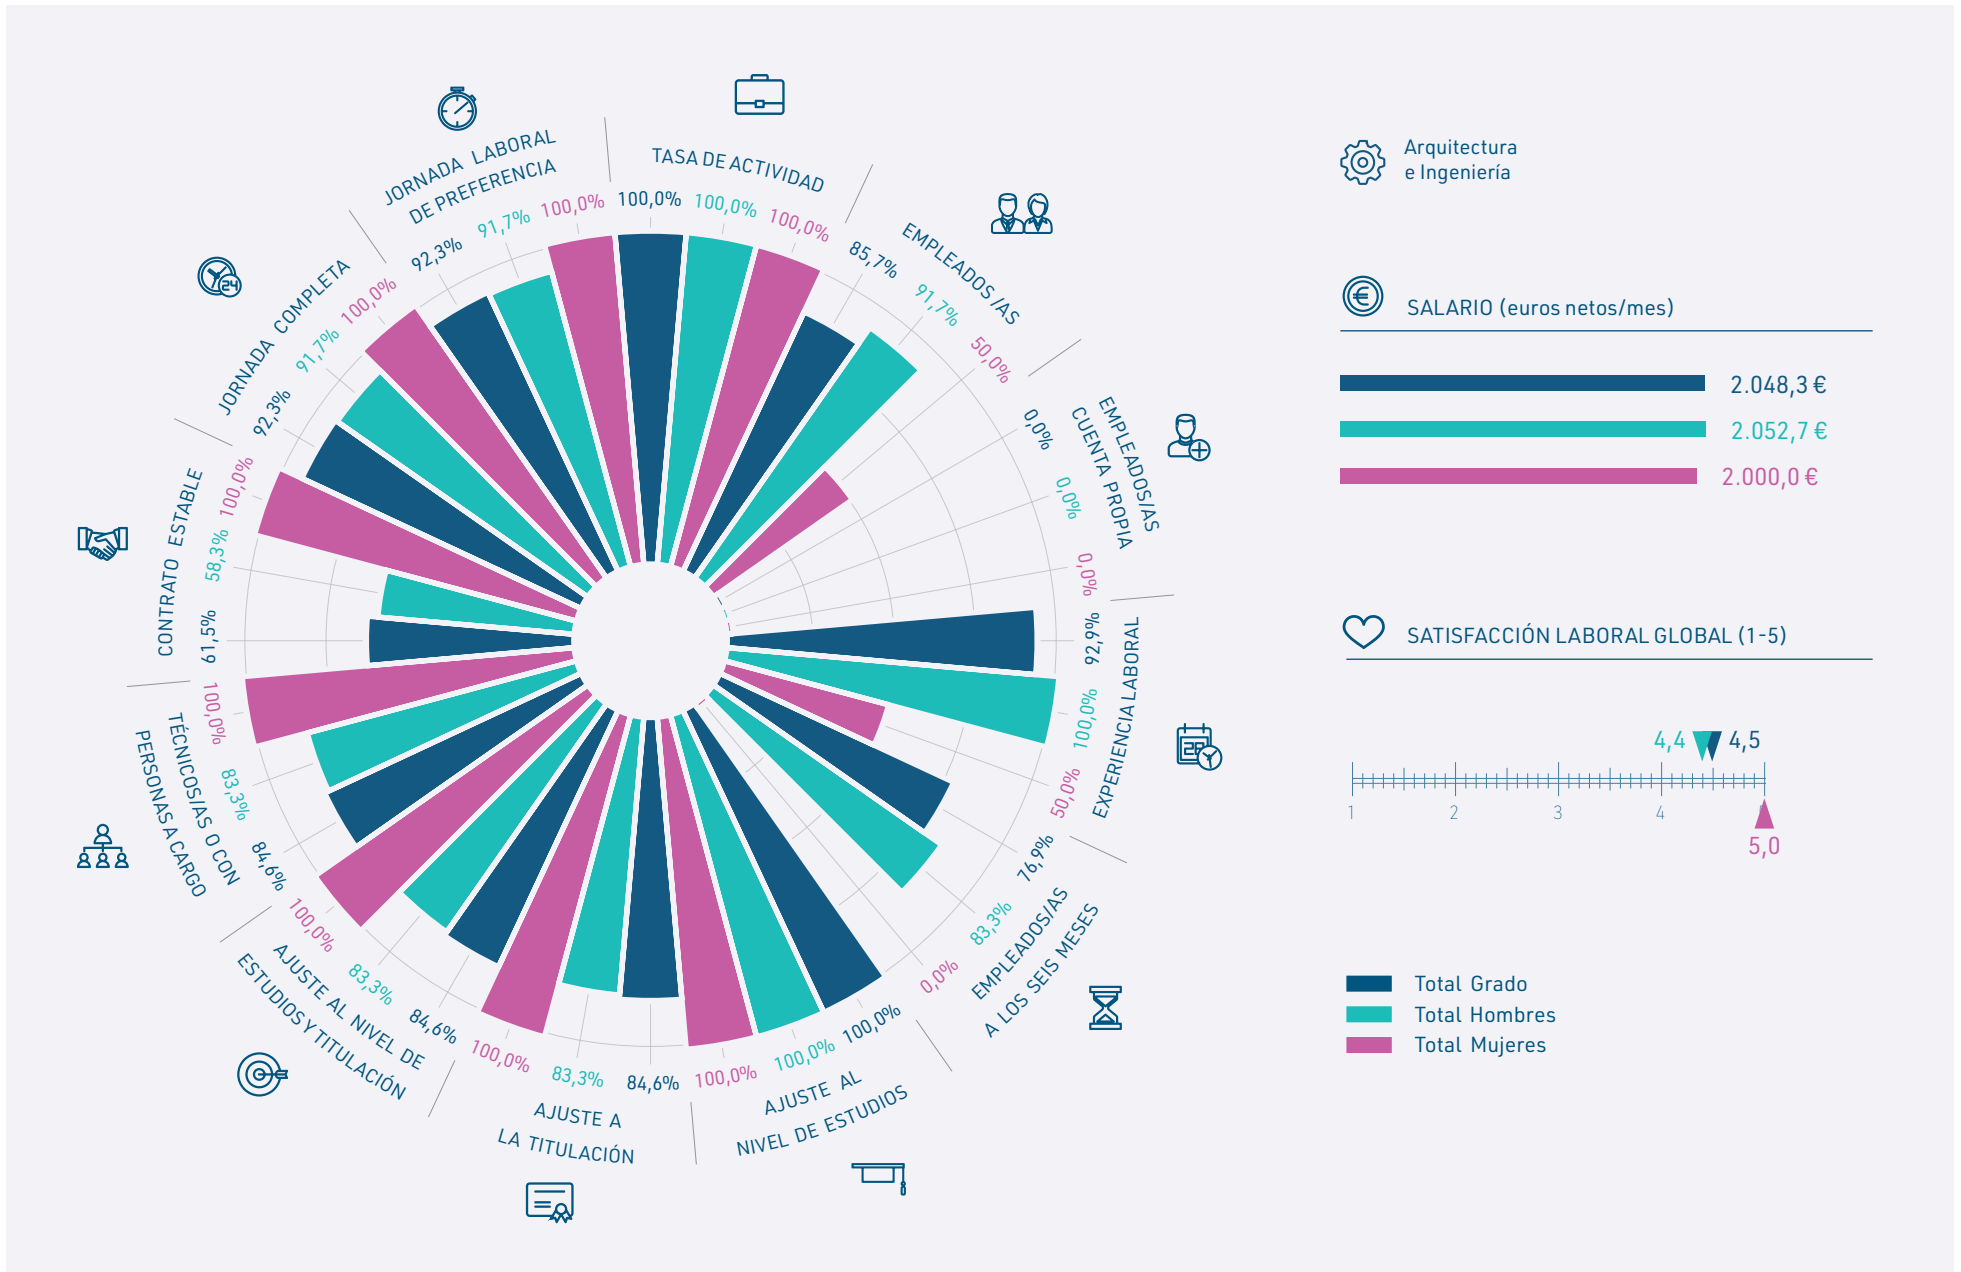 JORNADA LABORAL
DE PREFERENCIA
92,3%
91,7%
100,0%
TASA DE ACTIVIDAD
100,0%
100,0%
100,0%
EMPLEADOS /AS
85,7%
91,7%
50,0%
EMPLEADOS/AS
CUENTA PROPIA
0,0%
0,0%
0,0%
EXPERIENCIA LABORAL
92,9%
100,0%
50,0%
EMPLEADOS/AS
A LOS SEIS MESES
76,9%
83,3%
0,0%
AJUSTE AL
NIVEL DE ESTUDIOS
100,0%
100,0%
100,0%
AJUSTE A
LA TITULACIÓN
84,6%
83,3%
100,0%
AJUSTE AL NIVEL DE
ESTUDIOS Y TITULACIÓN
84,6%
83,3%
100,0%
TÉCNICOS/AS O CON
PERSONAS A CARGO
84,6%
83,3%
100,0%
CONTRATO ESTABLE
61,5%
58,3%
100,0%
JORNADA COMPLETA
92,3%
91,7%
100,0%
24
28
Arquitectura
e Ingeniería
SALARIO (euros netos/mes)
2.048,3 €
2.052,7 €
2.000,0 €
SATISFACCIÓN LABORAL GLOBAL (1-5)
4,4
4,5
1 2 3 4
5,0
Total Grado
Total Hombres
Total Mujeres